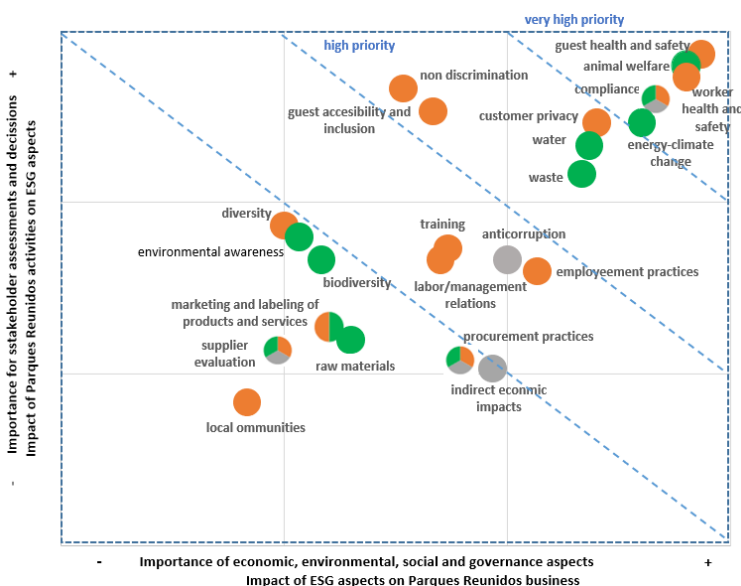 very high priority
high priority
guest health and safety
animal welfare
non discrimination
compliance
worker
health and
safety
guest accesibility and
inclusion
customer privacy
water
energy-climate
change
waste
diversity
training
anticorruption
environmental awareness
employeement practices
biodiversity
labor/management
relations
marketing and labeling of
products and services
procurement practices
supplier
evaluation
raw materials
indirect econmic
impacts
local ommunities
- Importance for sstakeholder assessments and decissions +
Impact of Parques Reunidos activities on ESG aspects
- Importance of economic, environmental, social and governance aspects +
Impact of ESG aspects on Parques Reunidos business